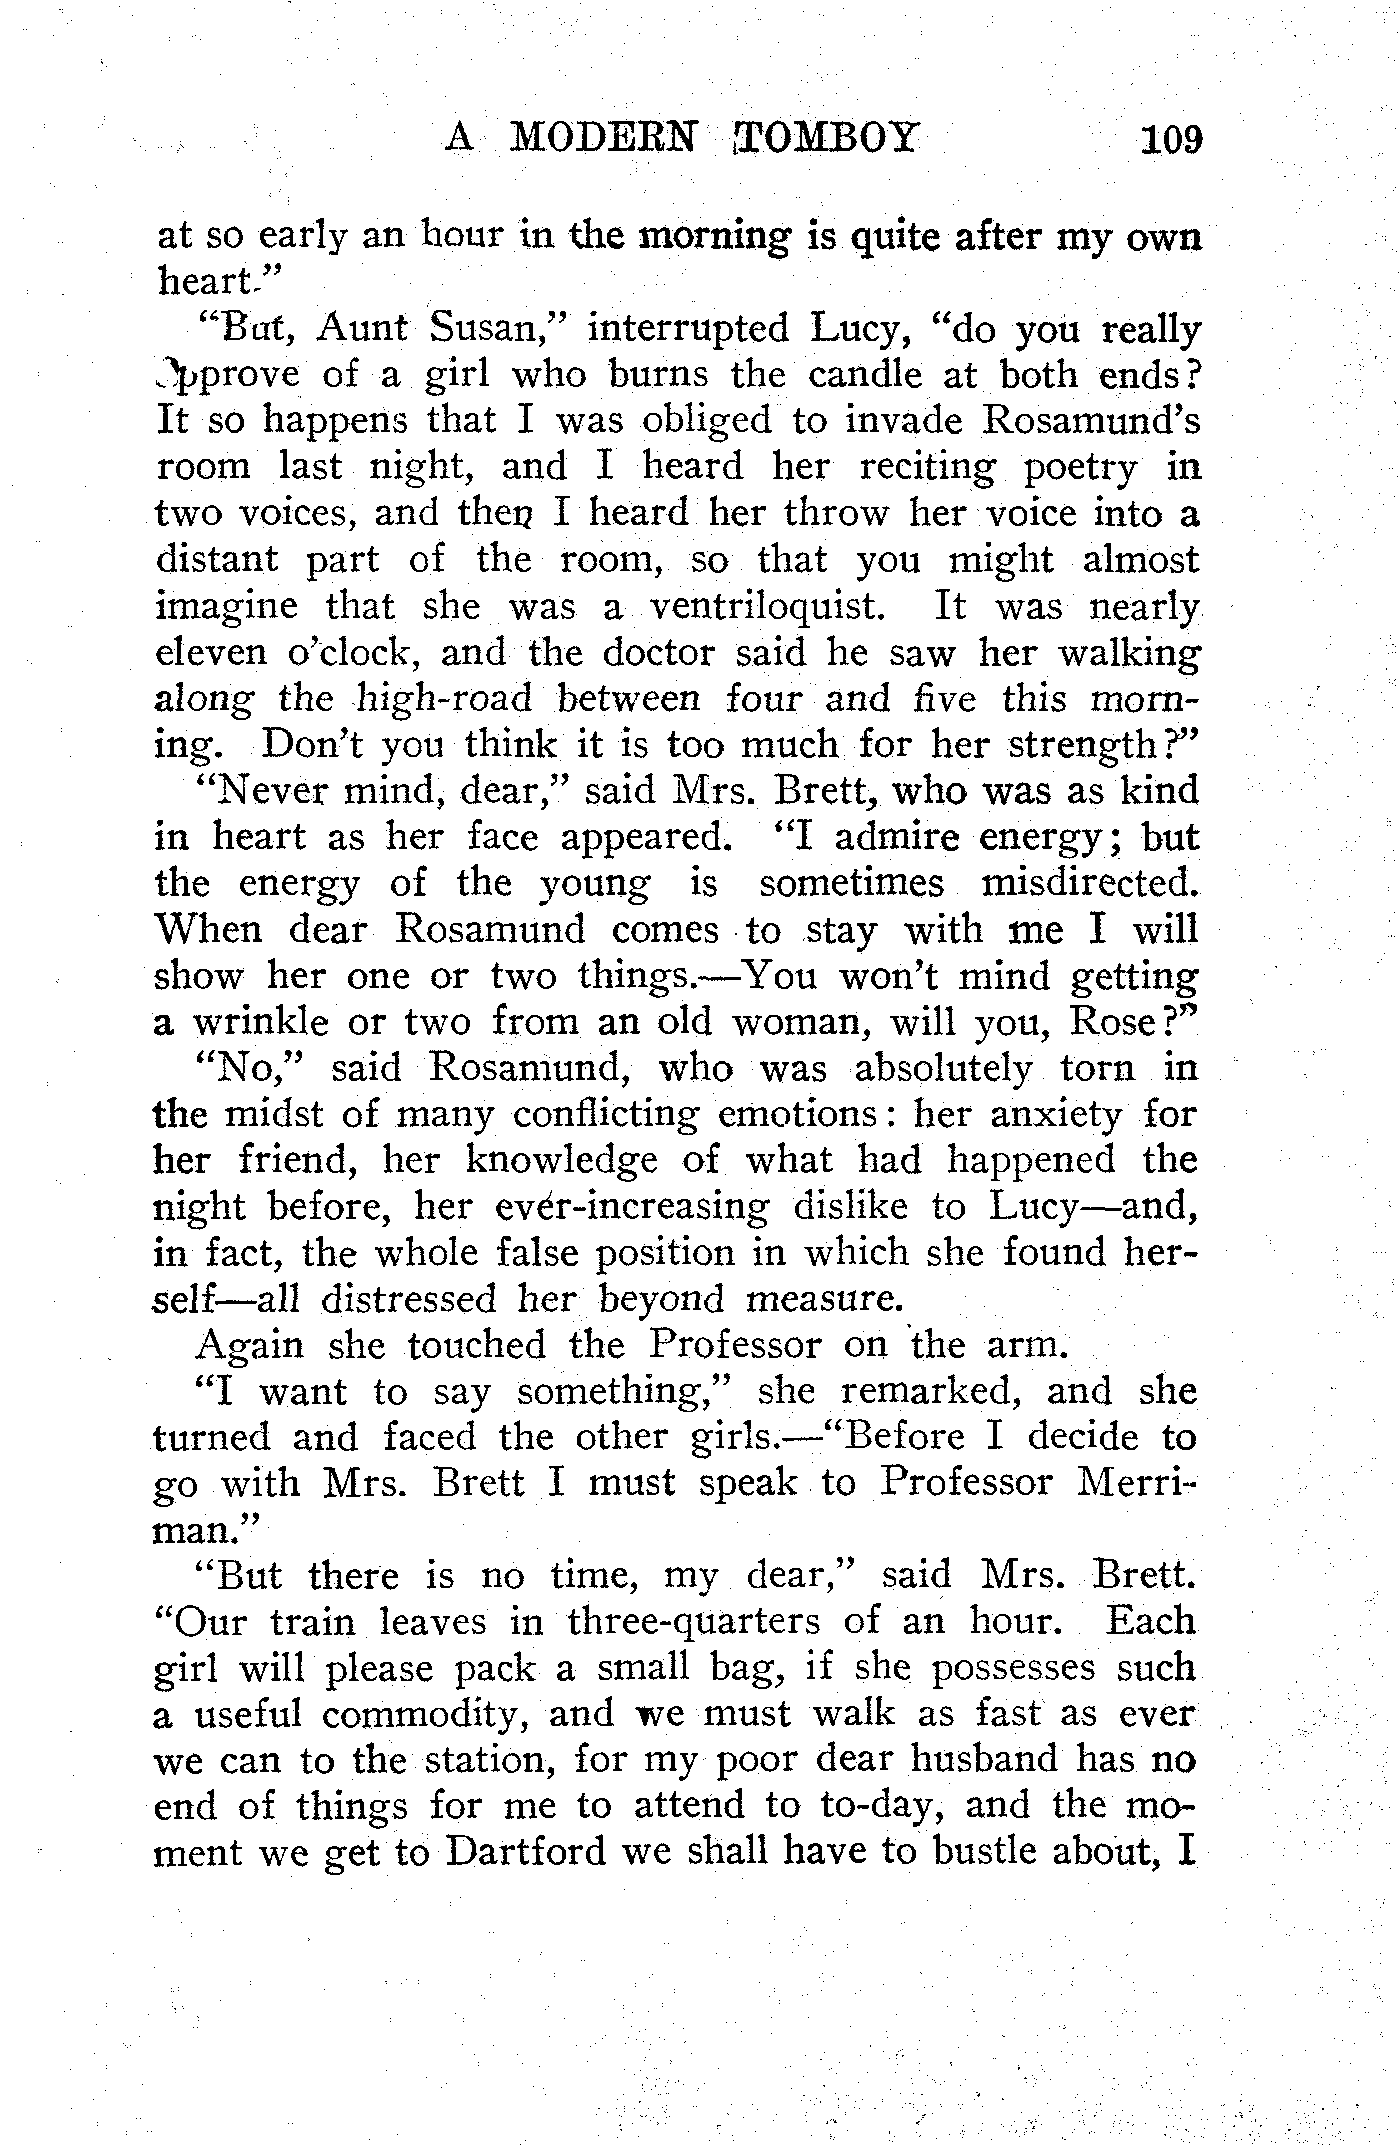 A MODERN TOMBOY 109
at so early an hour in the morning is quite after my own
heart.”
“But, Aunt Susan,” interrupted Lucy, “do you really
approve of a girl who burns the candle at both ends?
It so happens that I was obliged to invade Rosamund’s
room last night, and I heard her reciting poetry in
two voices, and then I heard her throw her voice into a
distant part of the room, so that you might almost
imagine that she was a ventriloquist. It was nearly
eleven o’clock, and the doctor said he saw her walking
along the high-road between four and five this morn-
ing. Don’t you think it is too much for her strength?”
“Never mind, dear,” said Mrs. Brett, who was as kind
in heart as her face appeared. “I admire energy; but
the energy of the young is sometimes misdirected.
When dear Rosamund comes to stay with me I will
show her one or two things.—You won’t mind getting
a wrinkle or two from an old woman, will you, Rose?”
“No,” said Rosamund, who was absolutely torn in
the midst of many conflicting emotions: her anxiety for
her friend, her knowledge of what had happened the
night before, her ever-increasing dislike to Lucy—and,
in fact, the whole false position in which she found her-
self—all distressed her beyond measure.
Again she touched the Professor on the arm.
“I want to say something,” she remarked, and she
turned and faced the other girls.—“Before I decide to
go with Mrs. Brett I must speak to Professor Merri-
man.”
“But there is no time, my dear,” said Mrs. Brett.
“Our train leaves in three-quarters of an hour. Each
girl will please pack a small bag, if she possesses such
a useful commodity, and we must walk as fast as ever
we can to the station, for my poor dear husband has no
end of things for me to attend to to-day, and the mo-
ment we get to Dartford we shall have to bustle about, I